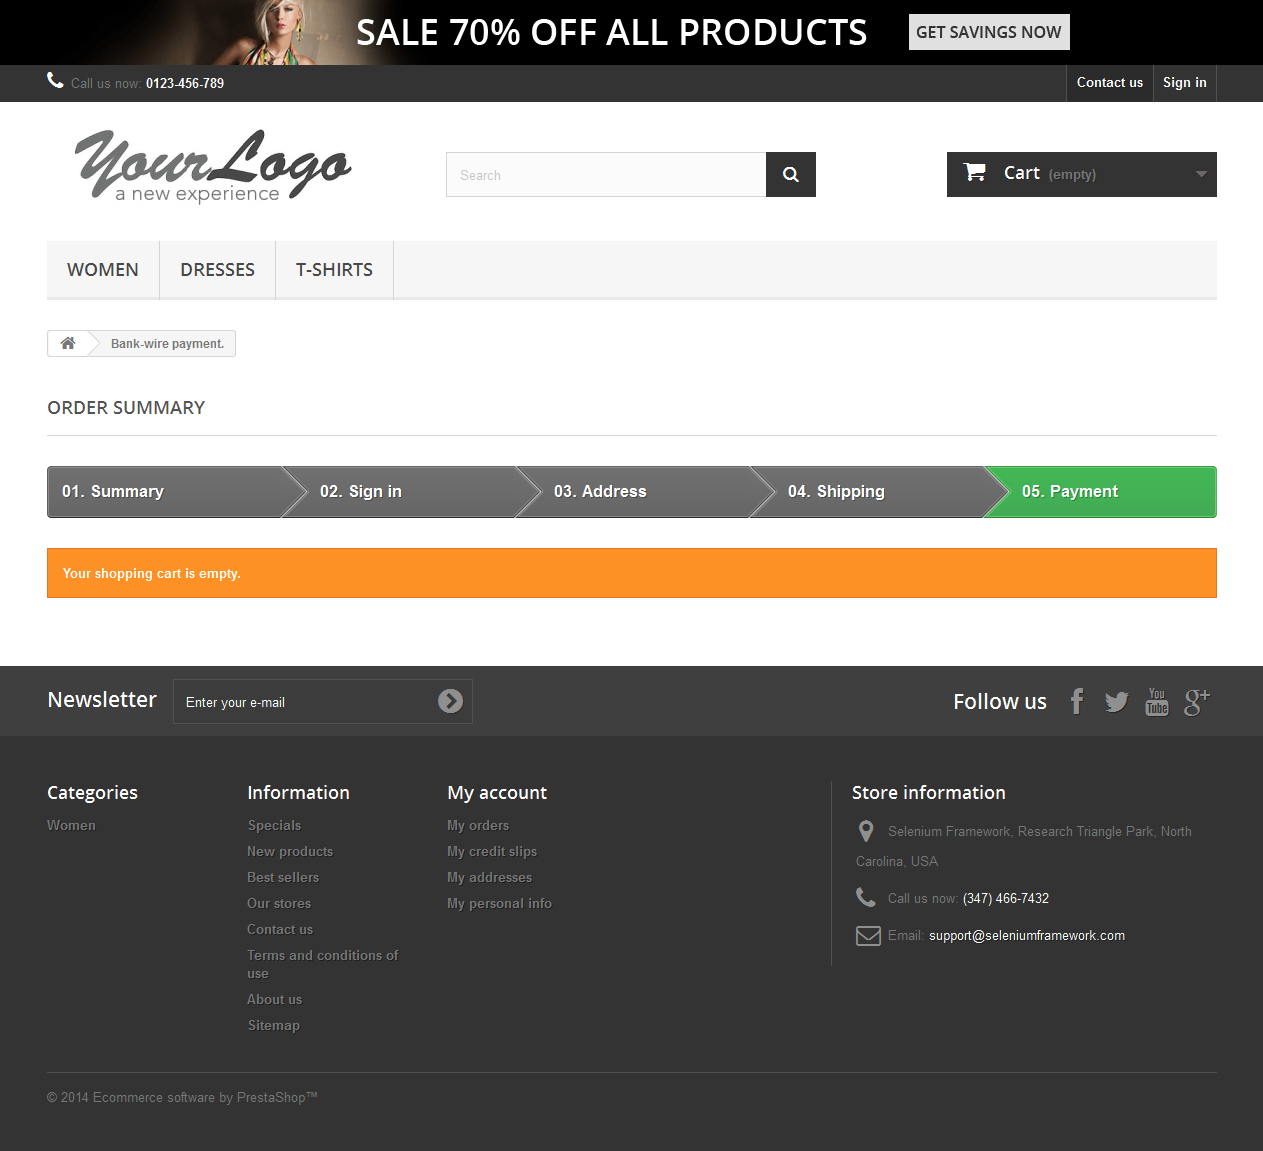 SALE 70% OFF ALL PRODUCTS
GET SAVINGS NOW
Call us now: 0123-456-789
Contact us
Sign in
YourLogo
a new experience
Search
Cart (empty)
WOMEN
DRESSES
T-SHIRTS
Bank-wire payment.
ORDER SUMMARY
01. Summary
02. Sign in
03. Address
04. Shipping
05. Payment
Your shopping cart is empty.
Newsletter
Enter your e-mail
Follow us
You
Tube
g+
Categories
Women
Information
Specials
New products
Best sellers
Our stores
Contact us
Terms and conditions of
use
About us
Sitemap
My account
My orders
My credit slips
My addresses
My personal info
Store information
Selenium Framework, Research Triangle Park, North
Carolina, USA
Call us now: (347) 466-7432
Email: support@seleniumframework.com
© 2014 Ecommerce software by PrestaShop™